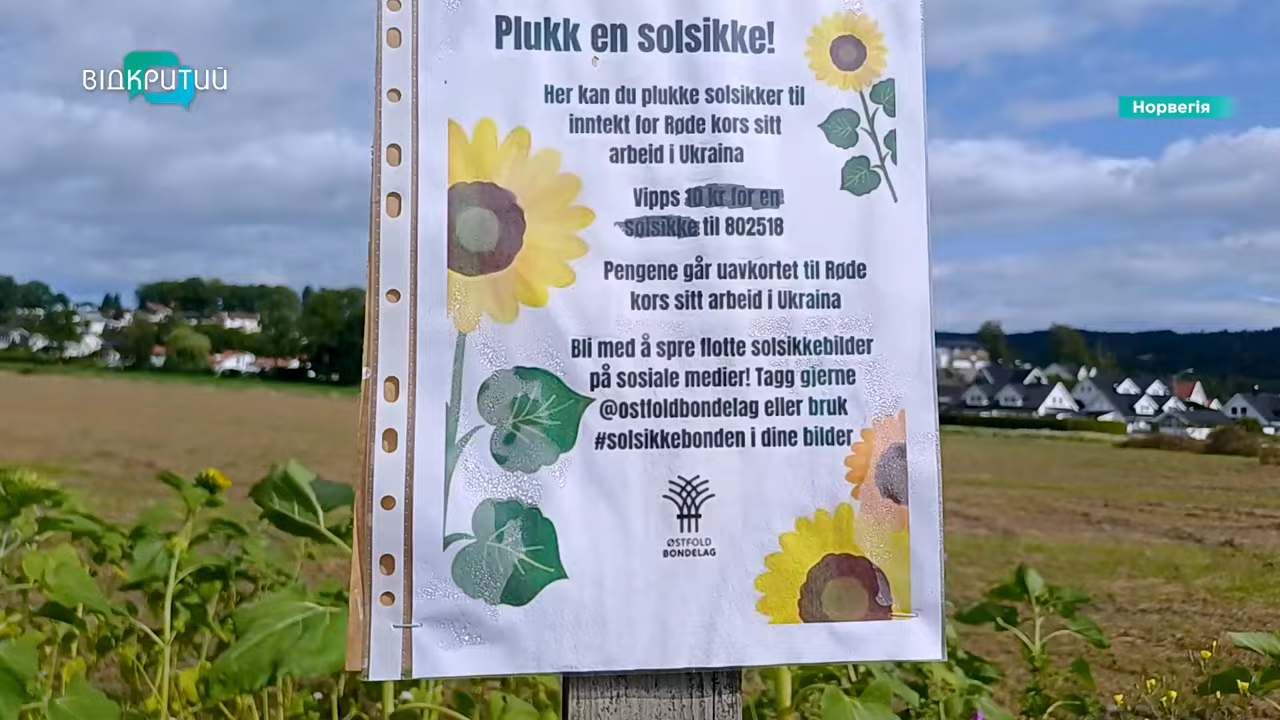 ВІДКРИТИЙ
Норвегія
Plukk en solsikke!
Her kan du plukke solsikker til
inntekt for Røde kors sitt
arbeid i Ukraina
Vipps 10 kr for en
solsikke til 802518
Pengene går uavkortet til Røde
kors sitt arbeid i Ukraina
Bli med å spre flotte solsikkebilder
på sosiale medier! Tagg gjerne
@ostfoldbondelag eller bruk
#solsikkebonden i dine bilder
ØSTFOLD
BONDELAG